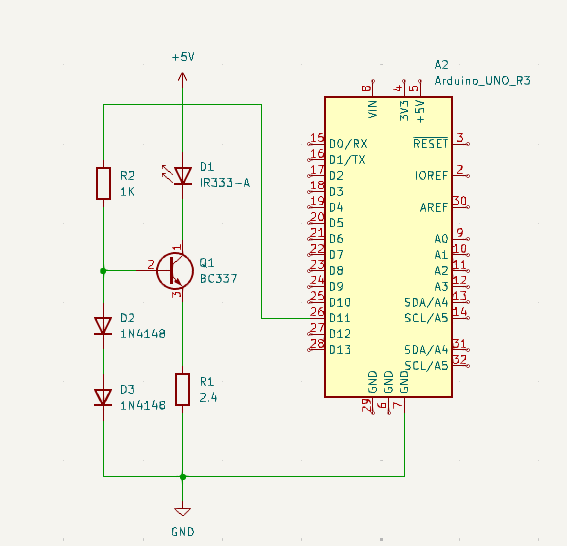 +5V
A2
Arduino_UNO_R3
8
4
5
VIN
3V3
+5V
15 D0/RX
16 D1/TX
17 D2
18 D3
19 D4
20 D5
21 D6
22 D7
23 D8
24 D9
25 D10
26 D11
27 D12
28 D13
RESET 3
IOREF 2
AREF 30
A0 9
A1 10
A2 11
A3 12
SDA/A4 13
SCL/A5 14
SDA/A4 31
SCL/A5 32
GND
GND
GND
29
6
7
R2
1K
D1
IR333-A
1
2
3
Q1
BC337
D2
1N4148
D3
1N4148
R1
2.4
GND